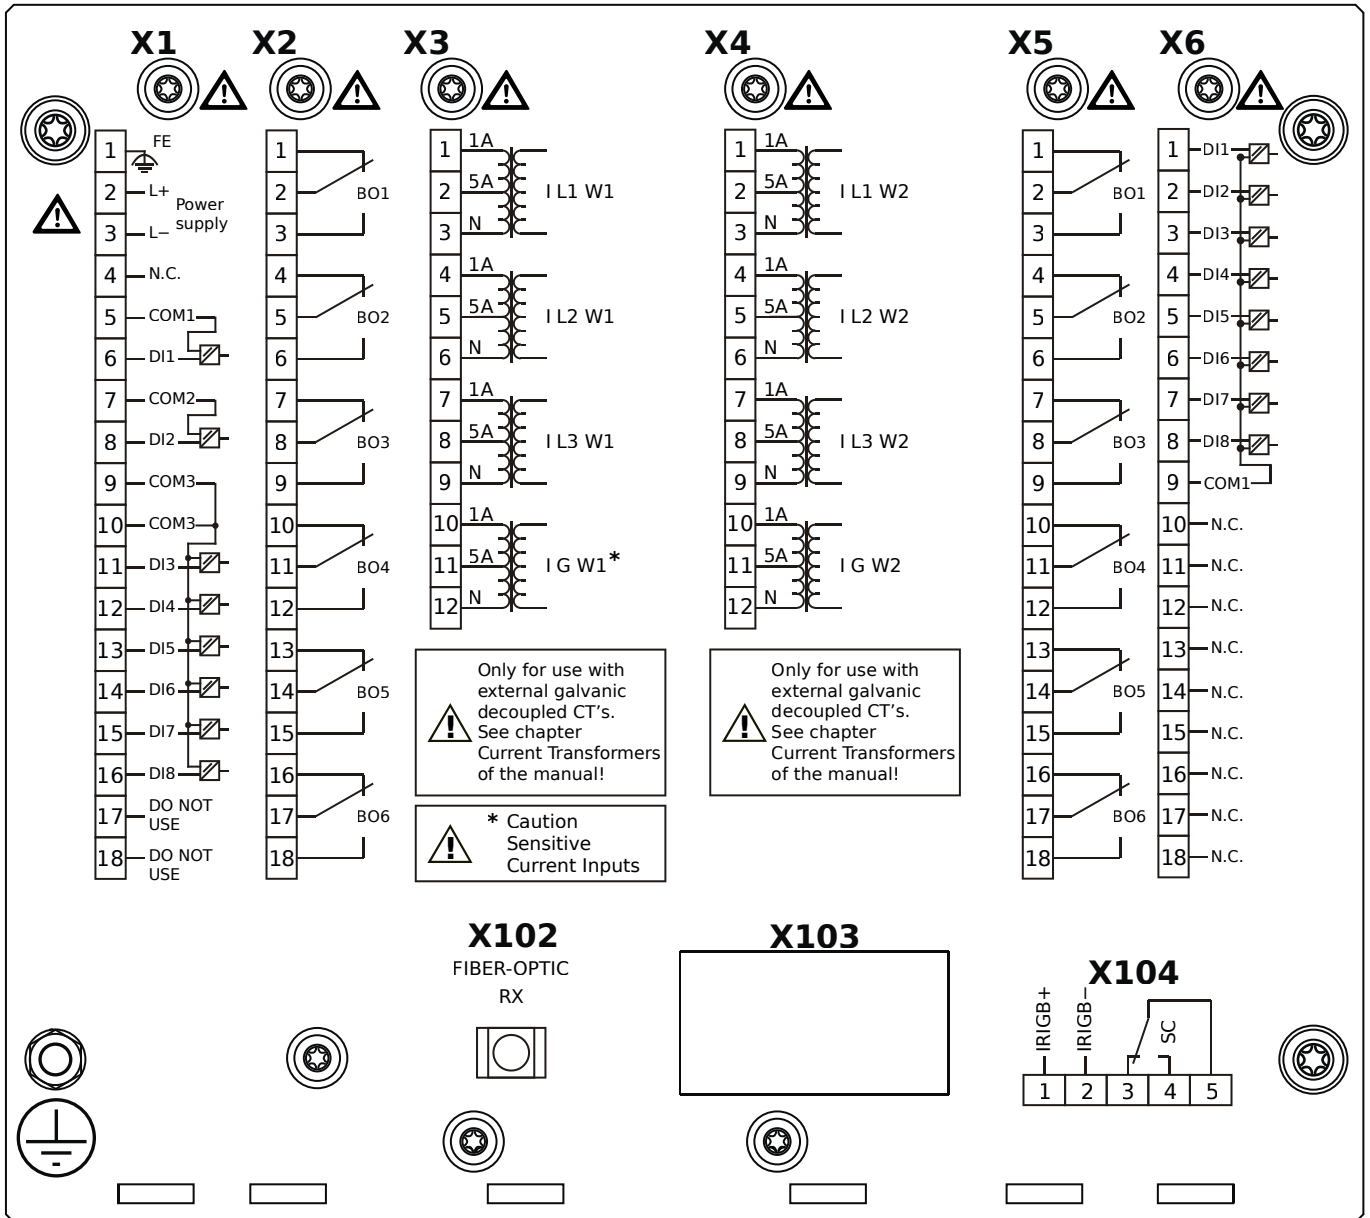 X1
X2
X3
X4
X5
X6
1 FE
2 L+
Power
supply
3 L−
4 N.C.
5 COM1
6 DI1
7 COM2
8 DI2
9 COM3
10 COM3
11 DI3
12 DI4
13 DI5
14 DI6
15 DI7
16 DI8
17 DO NOT
USE
18 DO NOT
USE
1
2 BO1
3
4
5 BO2
6
7
8 BO3
9
10
11 BO4
12
13
14 BO5
15
16
17 BO6
18
1 1A
2 5A I L1 W1
3 N
4 1A
5 5A I L2 W1
6 N
7 1A
8 5A I L3 W1
9 N
10 1A
11 5A I G W1*
12 N
Only for use with
external galvanic
decoupled CT's.
See chapter
Current Transformers
of the manual!
* Caution
Sensitive
Current Inputs
1 1A
2 5A I L1 W2
3 N
4 1A
5 5A I L2 W2
6 N
7 1A
8 5A I L3 W2
9 N
10 1A
11 5A I G W2
12 N
Only for use with
external galvanic
decoupled CT's.
See chapter
Current Transformers
of the manual!
1
2 BO1
3
4
5 BO2
6
7
8 BO3
9
10
11 BO4
12
13
14 BO5
15
16
17 BO6
18
1 DI1
2 DI2
3 DI3
4 DI4
5 DI5
6 DI6
7 DI7
8 DI8
9 COM1
10 N.C.
11 N.C.
12 N.C.
13 N.C.
14 N.C.
15 N.C.
16 N.C.
17 N.C.
18 N.C.
X102
FIBER-OPTIC
RX
X103
X104
IRIGB+
IRIGB−
SC
1 2 3 4 5